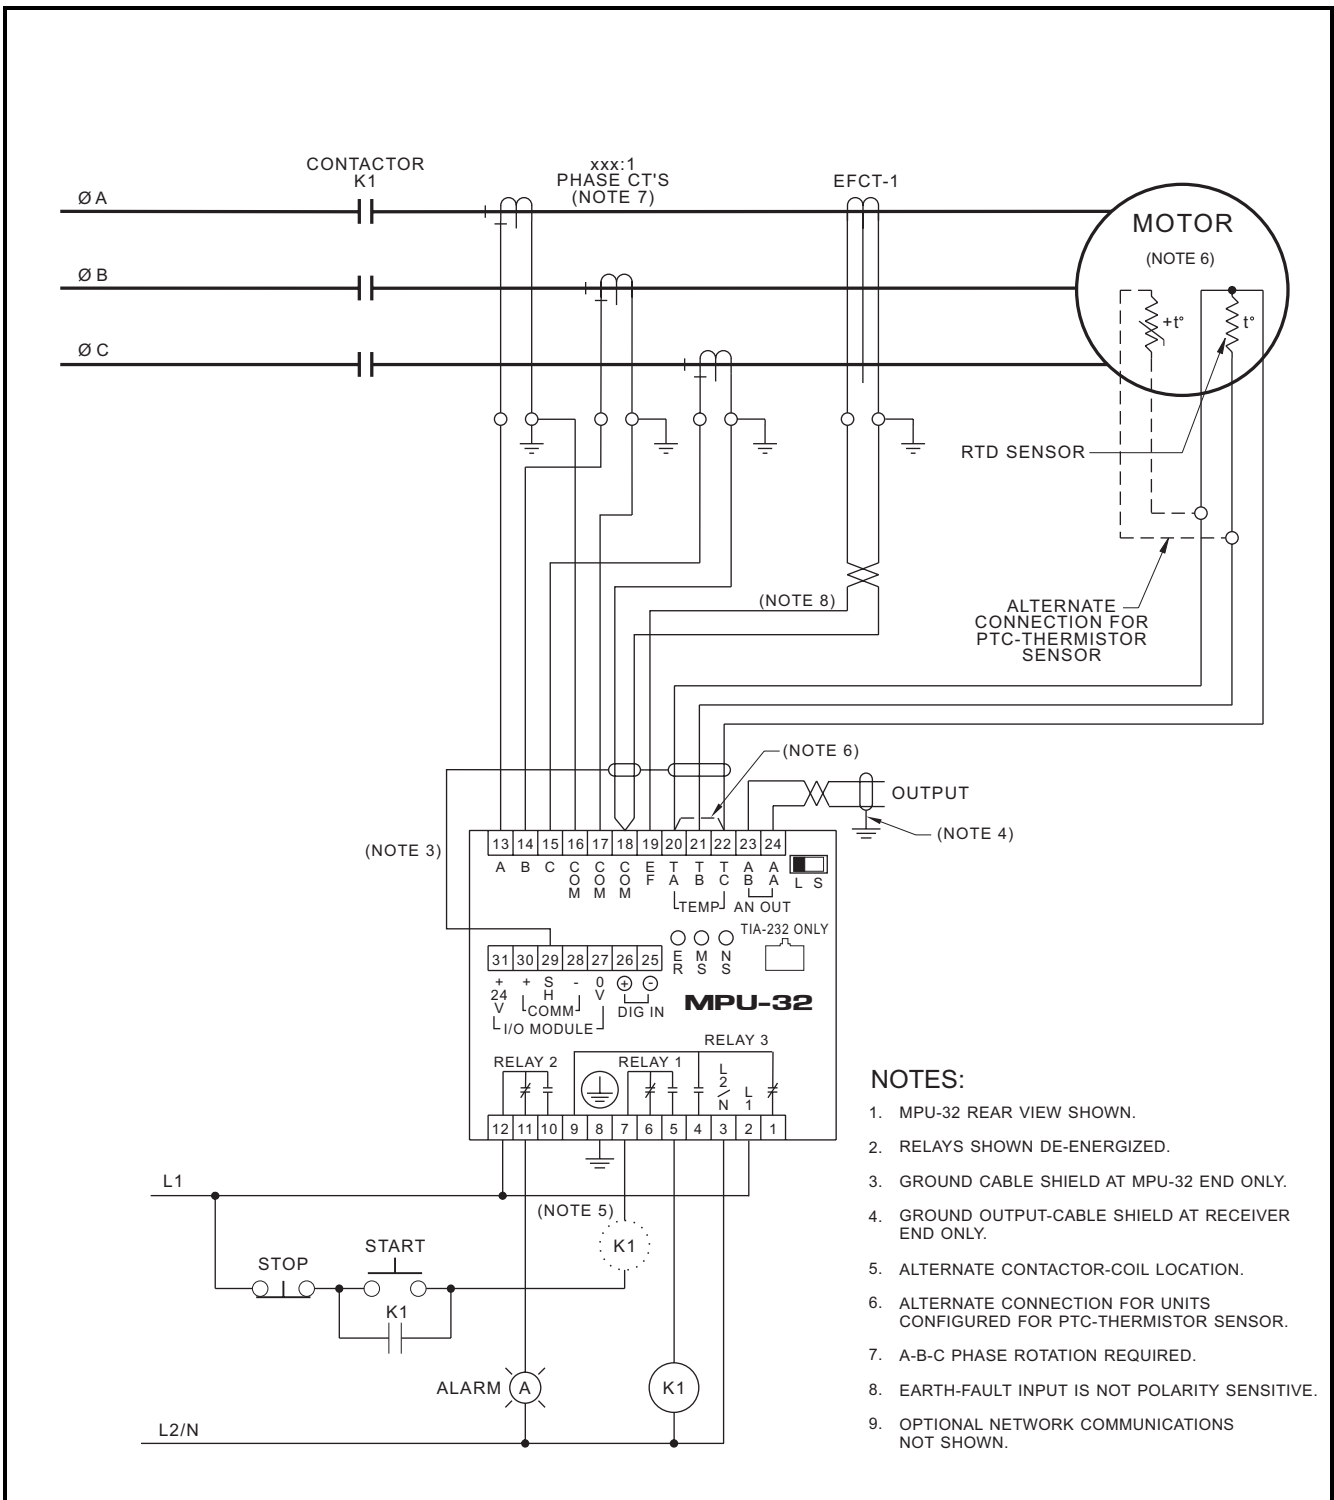 CONTACTOR
K1
xxx:1
PHASE CT'S
(NOTE 7)
EFCT-1
Ø A
Ø B
Ø C
MOTOR
(NOTE 6)
+t°
t°
RTD SENSOR
(NOTE 8)
ALTERNATE
CONNECTION FOR
PTC-THERMISTOR
SENSOR
(NOTE 6)
OUTPUT
(NOTE 4)
(NOTE 3)
13 14 15 16 17 18 19 20 21 22 23 24
A B C COM COM COM EF TA TB TC AB AA
L S
TEMP AN OUT
TIA-232 ONLY
ER MS NS
31 30 29 28 27 26 25
+24V + SH - 0V + -
COMM DIG IN
I/O MODULE
MPU-32
RELAY 3
RELAY 2 RELAY 1
L2/N L1
12 11 10 9 8 7 6 5 4 3 2 1
L1
(NOTE 5)
K1
STOP
START
K1
ALARM A
K1
L2/N
NOTES:
1. MPU-32 REAR VIEW SHOWN.
2. RELAYS SHOWN DE-ENERGIZED.
3. GROUND CABLE SHIELD AT MPU-32 END ONLY.
4. GROUND OUTPUT-CABLE SHIELD AT RECEIVER
END ONLY.
5. ALTERNATE CONTACTOR-COIL LOCATION.
6. ALTERNATE CONNECTION FOR UNITS
CONFIGURED FOR PTC-THERMISTOR SENSOR.
7. A-B-C PHASE ROTATION REQUIRED.
8. EARTH-FAULT INPUT IS NOT POLARITY SENSITIVE.
9. OPTIONAL NETWORK COMMUNICATIONS
NOT SHOWN.